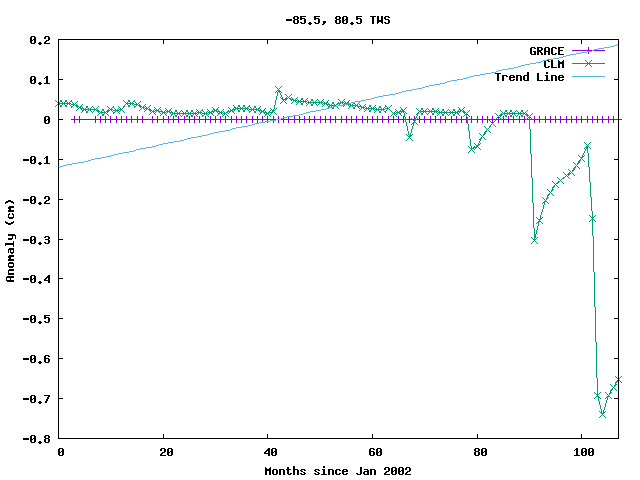 -85.5, 80.5 TWS
GRACE
CLM
Trend Line
0.2
0.1
0
-0.1
-0.2
-0.3
-0.4
-0.5
-0.6
-0.7
-0.8
Anomaly (cm)
0 20 40 60 80 100
Months since Jan 2002